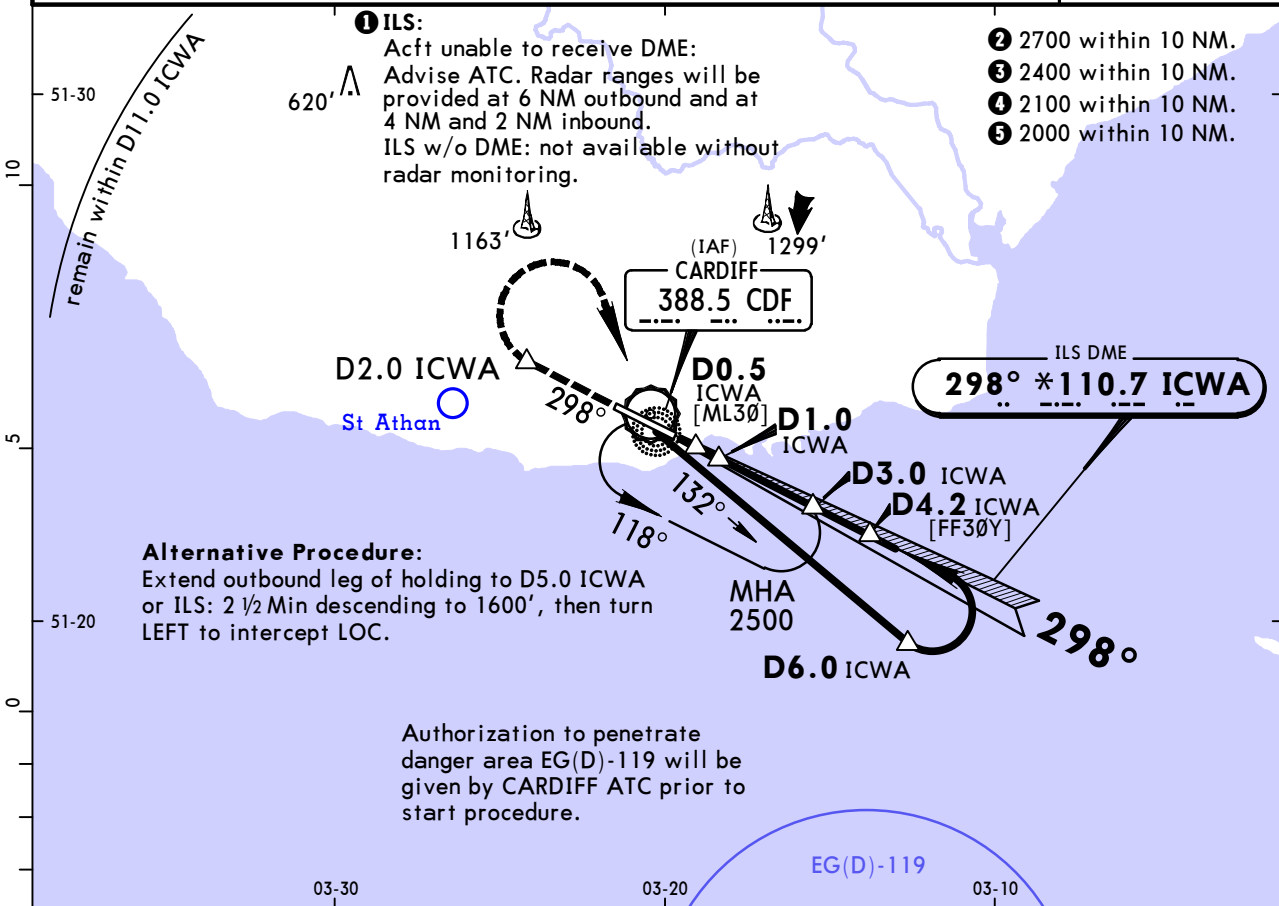 ❶ ILS:
Acft unable to receive DME:
Advise ATC. Radar ranges will be
provided at 6 NM outbound and at
4 NM and 2 NM inbound.
ILS w/o DME: not available without
radar monitoring.
❷ 2700 within 10 NM.
❸ 2400 within 10 NM.
❹ 2100 within 10 NM.
❺ 2000 within 10 NM.
51-30
620'
remain within D11.0 ICWA
10
1163'
1299'
(IAF)
CARDIFF
388.5 CDF
D2.0 ICWA
St Athan
298°
D0.5
ICWA
[ML3Ø]
D1.0
ICWA
ILS DME
298° *110.7 ICWA
5
D3.0 ICWA
D4.2 ICWA
[FF3ØY]
132°
118°
MHA
2500
298°
D6.0 ICWA
Alternative Procedure:
Extend outbound leg of holding to D5.0 ICWA
or ILS: 2 ½ Min descending to 1600', then turn
LEFT to intercept LOC.
51-20
0
Authorization to penetrate
danger area EG(D)-119 will be
given by CARDIFF ATC prior to
start procedure.
EG(D)-119
03-30
03-20
03-10